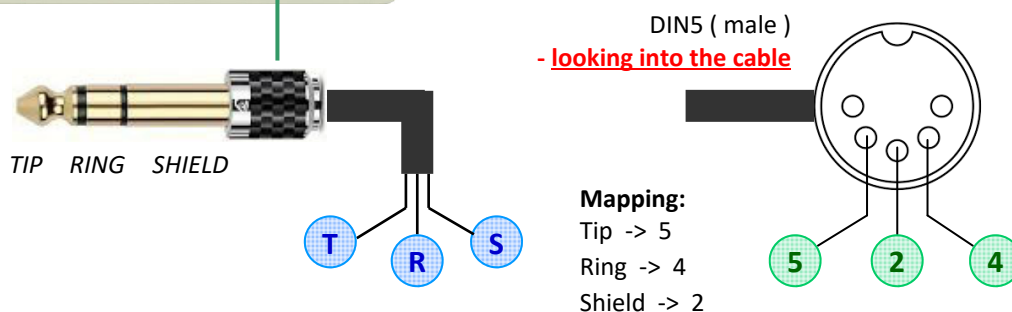 DIN5 ( male )
- looking into the cable
TIP RING SHIELD
T
R
S
Mapping:
Tip -> 5
Ring -> 4
Shield -> 2
5
2
4